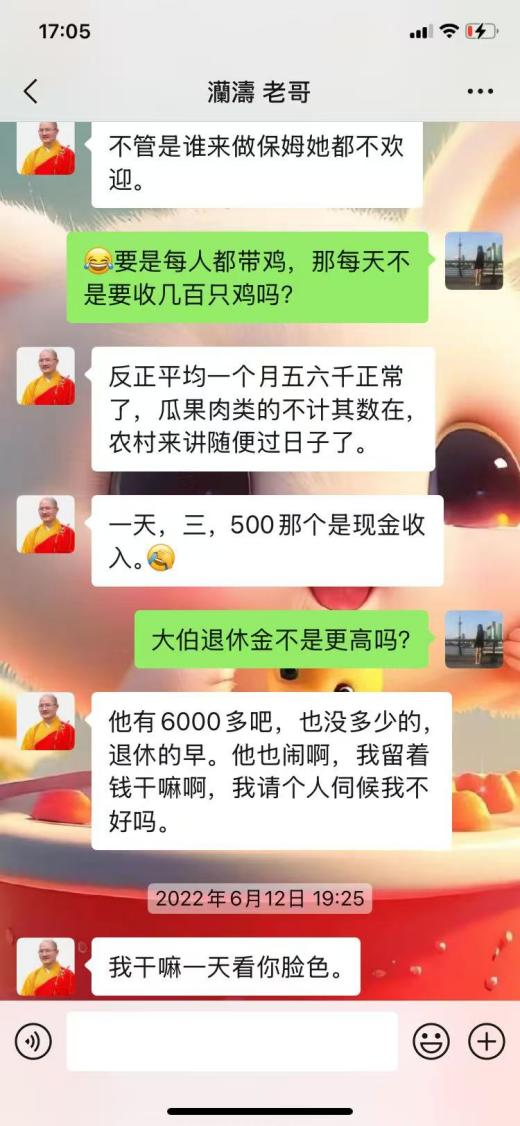 17:05
灡濤 老哥
不管是谁来做保姆她都不欢
迎。
😂要是每人都带鸡，那每天不
是要收几百只鸡吗?
反正平均一个月五六千正常
了，瓜果肉类的不计其数在，
农村来讲随便过日子了。
一天，三，500那个是现金收
入。🤣
大伯退休金不是更高吗?
他有6000多吧，也没多少的，
退休的早。他也闹啊，我留着
钱干嘛啊，我请个人伺候我不
好吗。
2022年6月12日 19:25
我干嘛一天看你脸色。